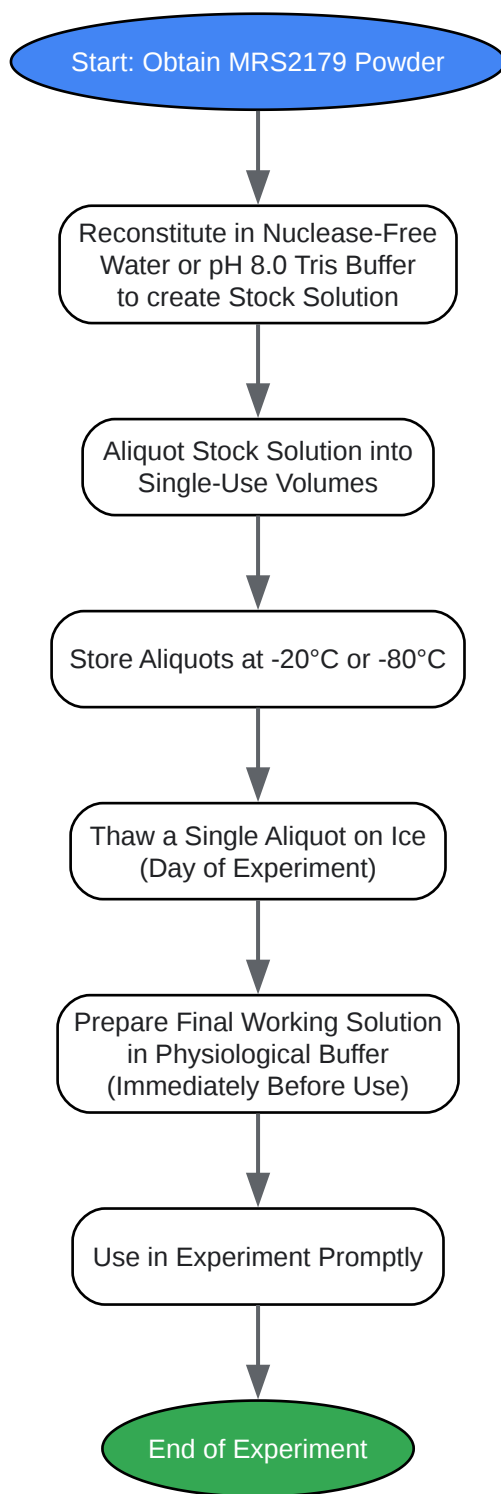 Start: Obtain MRS2179 Powder
Reconstitute in Nuclease-Free
Water or pH 8.0 Tris Buffer
to create Stock Solution
Aliquot Stock Solution into
Single-Use Volumes
Store Aliquots at -20°C or -80°C
Thaw a Single Aliquot on Ice
(Day of Experiment)
Prepare Final Working Solution
in Physiological Buffer
(Immediately Before Use)
Use in Experiment Promptly
End of Experiment